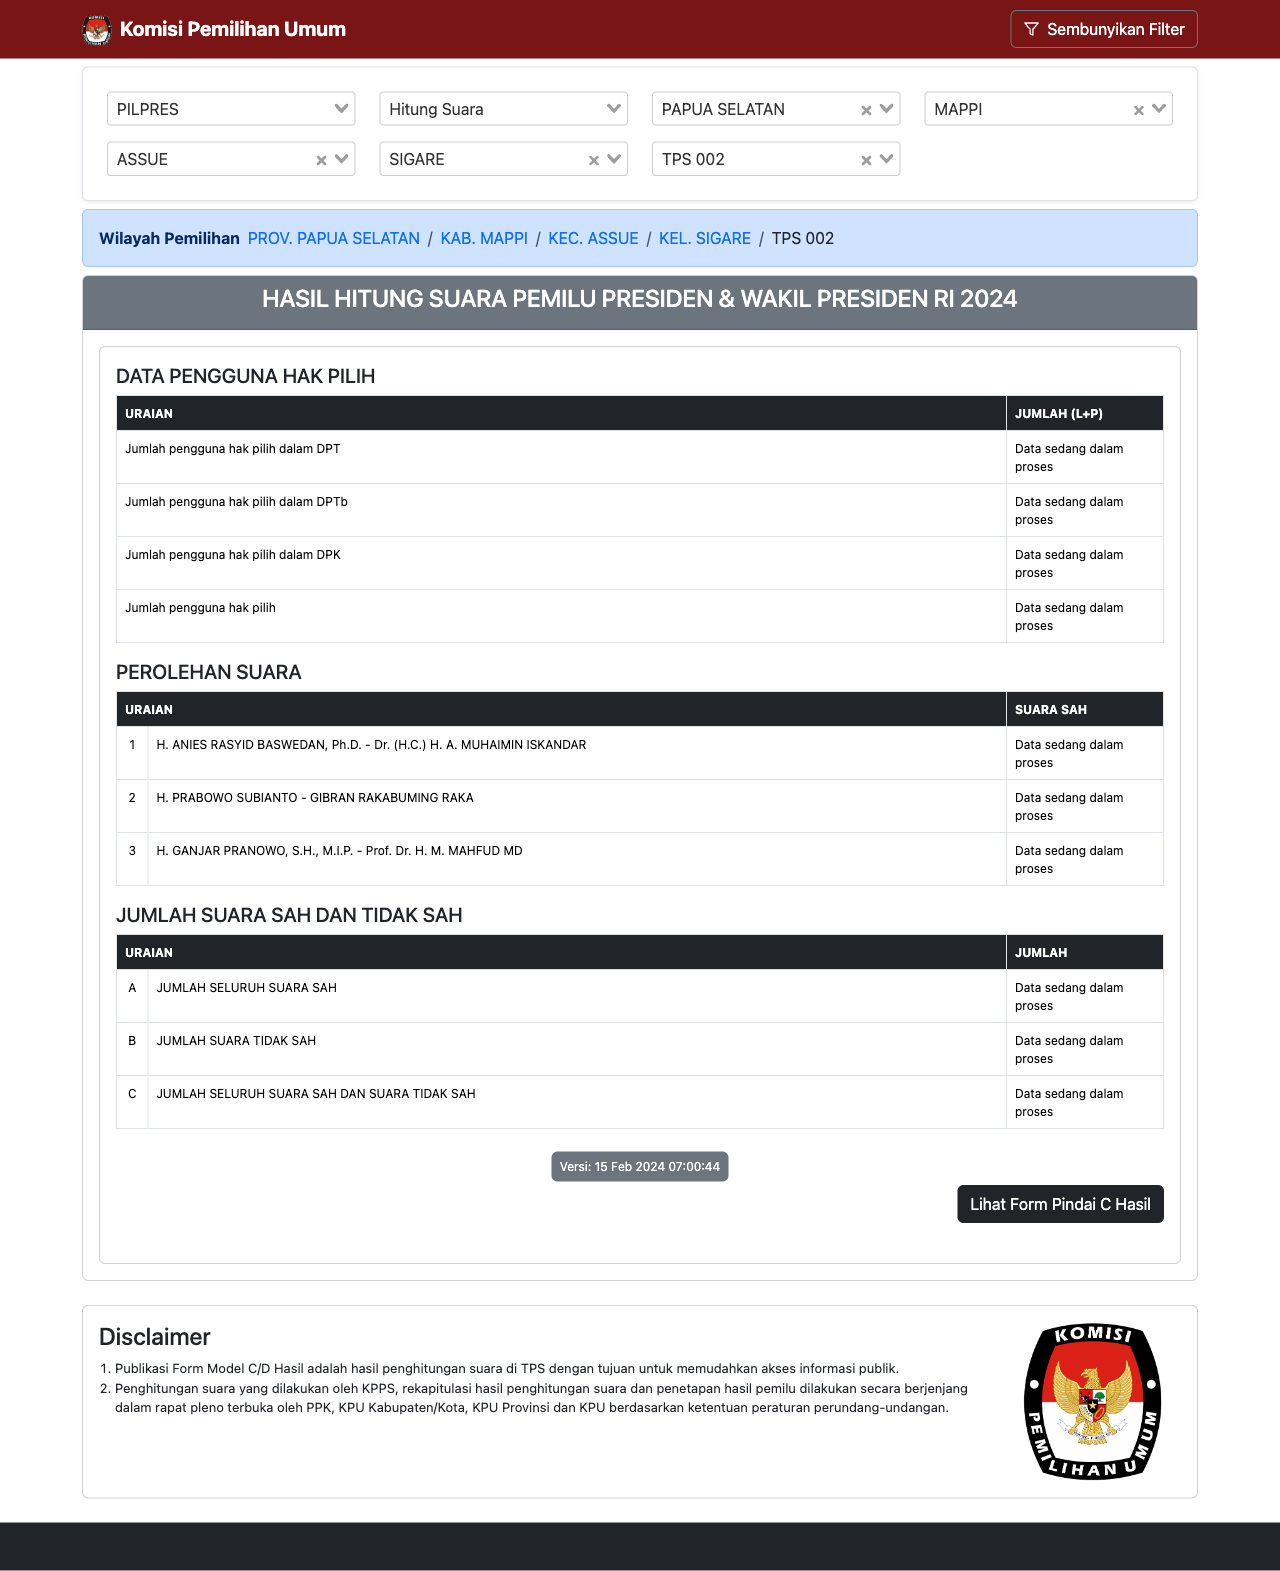 Komisi Pemilihan Umum
Sembunyikan Filter
PILPRES
Hitung Suara
PAPUA SELATAN
MAPPI
ASSUE
SIGARE
TPS 002
Wilayah Pemilihan PROV. PAPUA SELATAN / KAB. MAPPI / KEC. ASSUE / KEL. SIGARE / TPS 002
HASIL HITUNG SUARA PEMILU PRESIDEN & WAKIL PRESIDEN RI 2024
DATA PENGGUNA HAK PILIH
URAIAN JUMLAH (L+P)
Jumlah pengguna hak pilih dalam DPT Data sedang dalam
proses
Jumlah pengguna hak pilih dalam DPTb Data sedang dalam
proses
Jumlah pengguna hak pilih dalam DPK Data sedang dalam
proses
Jumlah pengguna hak pilih Data sedang dalam
proses
PEROLEHAN SUARA
URAIAN SUARA SAH
1 H. ANIES RASYID BASWEDAN, Ph.D. - Dr. (H.C.) H. A. MUHAIMIN ISKANDAR Data sedang dalam
proses
2 H. PRABOWO SUBIANTO - GIBRAN RAKABUMING RAKA Data sedang dalam
proses
3 H. GANJAR PRANOWO, S.H., M.I.P. - Prof. Dr. H. M. MAHFUD MD Data sedang dalam
proses
JUMLAH SUARA SAH DAN TIDAK SAH
URAIAN JUMLAH
A JUMLAH SELURUH SUARA SAH Data sedang dalam
proses
B JUMLAH SUARA TIDAK SAH Data sedang dalam
proses
C JUMLAH SELURUH SUARA SAH DAN SUARA TIDAK SAH Data sedang dalam
proses
Versi: 15 Feb 2024 07:00:44
Lihat Form Pindai C Hasil
Disclaimer
1. Publikasi Form Model C/D Hasil adalah hasil penghitungan suara di TPS dengan tujuan untuk memudahkan akses informasi publik.
2. Penghitungan suara yang dilakukan oleh KPPS, rekapitulasi hasil penghitungan suara dan penetapan hasil pemilu dilakukan secara berjenjang
dalam rapat pleno terbuka oleh PPK, KPU Kabupaten/Kota, KPU Provinsi dan KPU berdasarkan ketentuan peraturan perundang-undangan.
KOMISI
PEMILIHAN UMUM